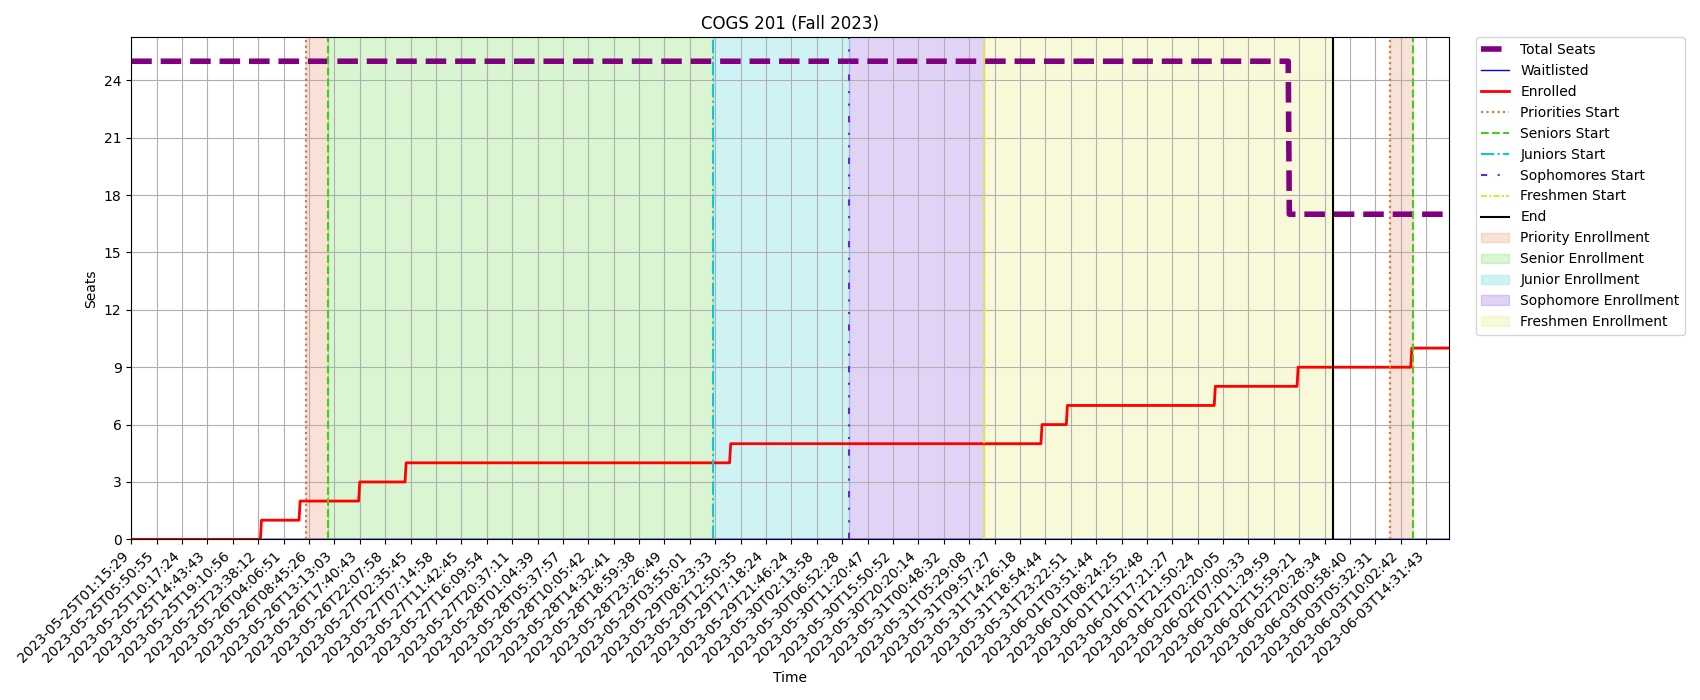 COGS 201 (Fall 2023)
Seats
24
21
18
15
12
9
6
3
0
2023-05-25T01:15:29
2023-05-25T05:50:55
2023-05-25T10:17:24
2023-05-25T14:43:43
2023-05-25T19:10:56
2023-05-25T23:38:12
2023-05-26T04:06:51
2023-05-26T08:45:26
2023-05-26T13:13:03
2023-05-26T17:40:43
2023-05-26T22:07:58
2023-05-27T02:35:45
2023-05-27T07:14:58
2023-05-27T11:42:45
2023-05-27T16:09:54
2023-05-27T20:37:11
2023-05-28T01:04:39
2023-05-28T05:37:57
2023-05-28T10:05:42
2023-05-28T14:32:41
2023-05-28T18:59:38
2023-05-28T23:26:49
2023-05-29T03:55:01
2023-05-29T08:23:33
2023-05-29T12:50:35
2023-05-29T17:18:24
2023-05-29T21:46:24
2023-05-30T02:13:58
2023-05-30T06:52:28
2023-05-30T11:20:47
2023-05-30T15:50:52
2023-05-30T20:20:14
2023-05-31T00:48:32
2023-05-31T05:29:08
2023-05-31T09:57:27
2023-05-31T14:26:18
2023-05-31T18:54:44
2023-05-31T23:22:51
2023-06-01T03:51:44
2023-06-01T08:24:25
2023-06-01T12:52:48
2023-06-01T17:21:27
2023-06-01T21:50:24
2023-06-02T02:20:05
2023-06-02T07:00:33
2023-06-02T11:29:59
2023-06-02T15:59:21
2023-06-02T20:28:34
2023-06-03T00:58:40
2023-06-03T05:32:31
2023-06-03T10:02:42
2023-06-03T14:31:43
Time
Total Seats
Waitlisted
Enrolled
Priorities Start
Seniors Start
Juniors Start
Sophomores Start
Freshmen Start
End
Priority Enrollment
Senior Enrollment
Junior Enrollment
Sophomore Enrollment
Freshmen Enrollment